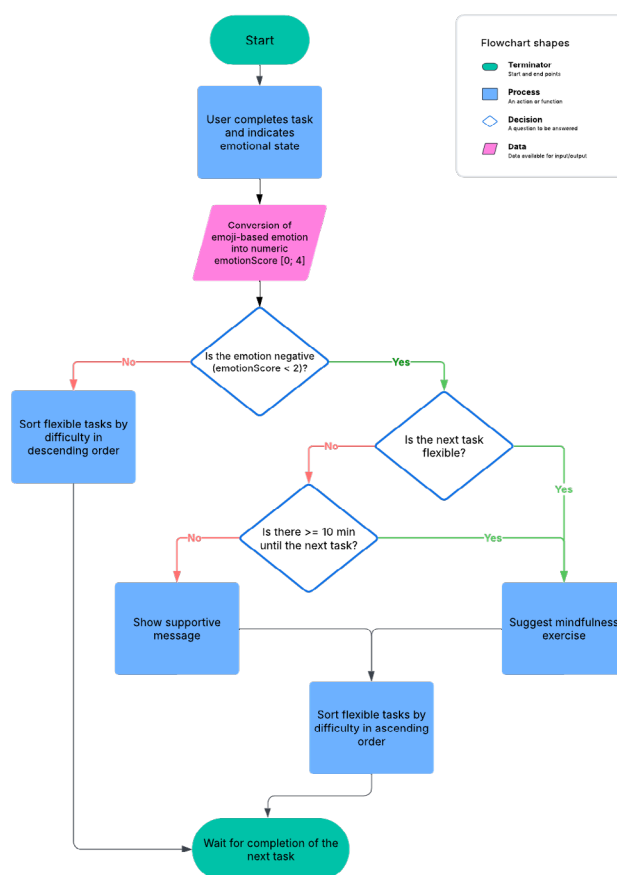 Start
Flowchart shapes
Terminator
Start and end points
Process
An action or function
Decision
A question to be answered
Data
Data available for input/output
User completes task
and indicates
emotional state
Conversion of
emoji-based emotion
into numeric
emotionScore [0; 4]
Is the emotion negative
(emotionScore < 2)?
No
Yes
Sort flexible tasks by
difficulty in
descending order
Is the next task
flexible?
No
Yes
Is there >= 10 min
until the next task?
No
Yes
Show supportive
message
Suggest mindfulness
exercise
Sort flexible tasks by
difficulty in ascending
order
Wait for completion of the
next task